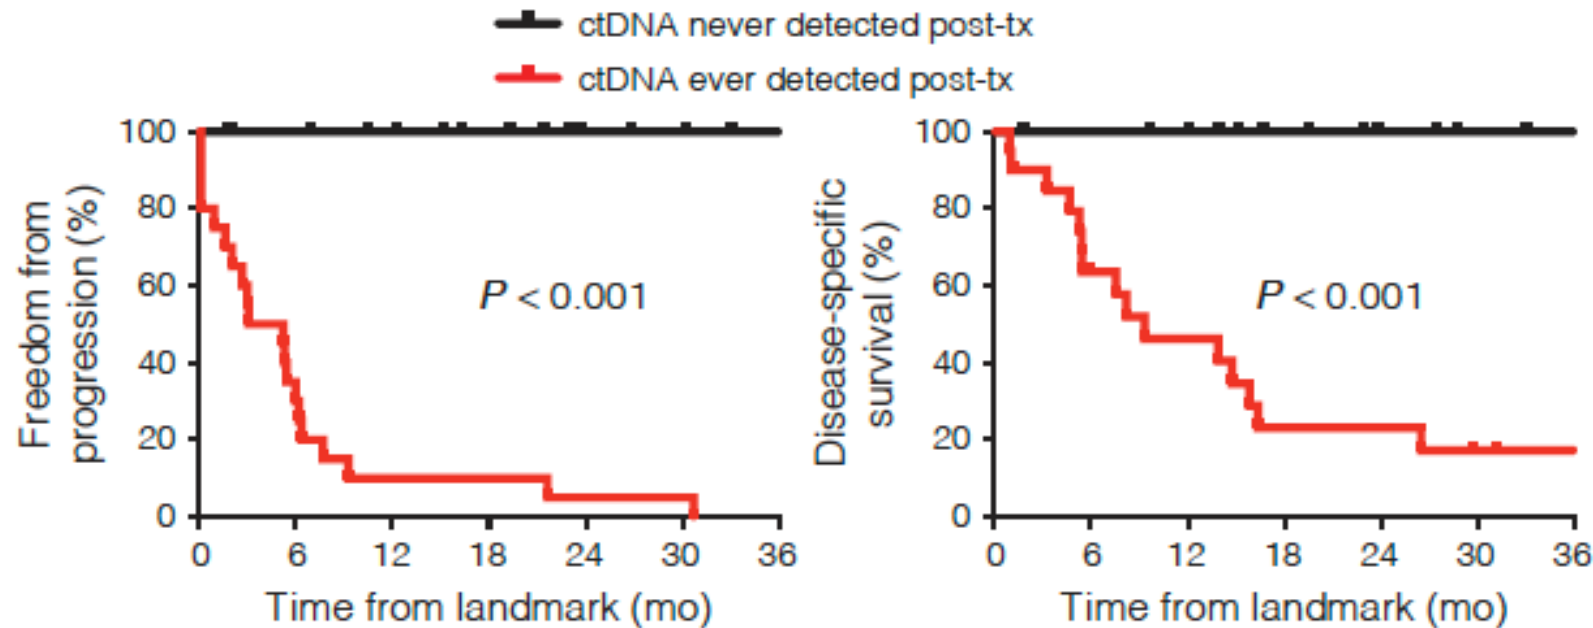 ctDNA never detected post-tx
ctDNA ever detected post-tx
Freedom from
progression (%)
100
80
60
40
20
0
P < 0.001
0 6 12 18 24 30 36
Time from landmark (mo)
Disease-specific
survival (%)
100
80
60
40
20
0
P < 0.001
0 6 12 18 24 30 36
Time from landmark (mo)